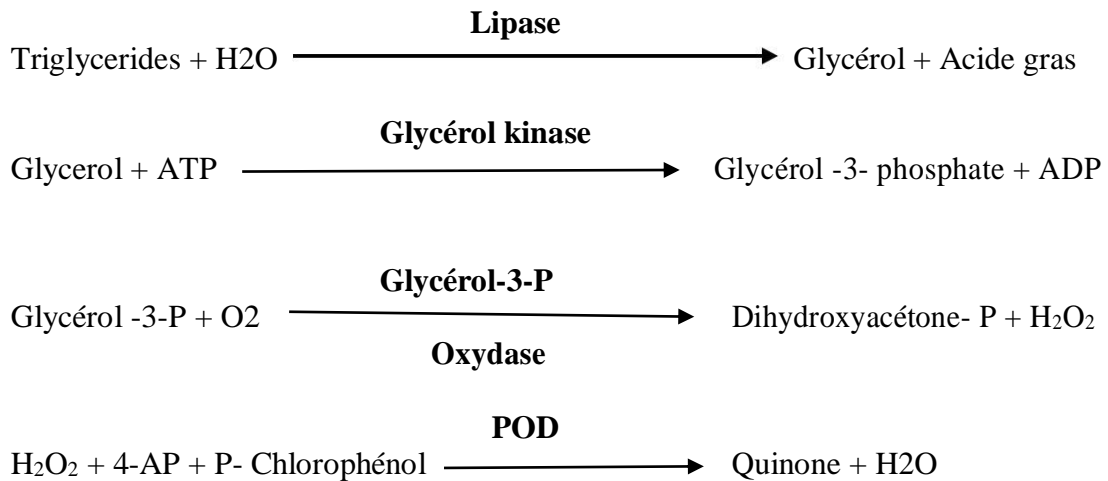 Lipase
Triglycerides + H2O Glycérol + Acide gras
Glycérol kinase
Glycerol + ATP Glycérol -3- phosphate + ADP
Glycérol-3-P
Glycérol -3-P + O2 Dihydroxyacétone- P + H₂O₂
Oxydase
POD
H₂O₂ + 4-AP + P- Chlorophénol Quinone + H2O